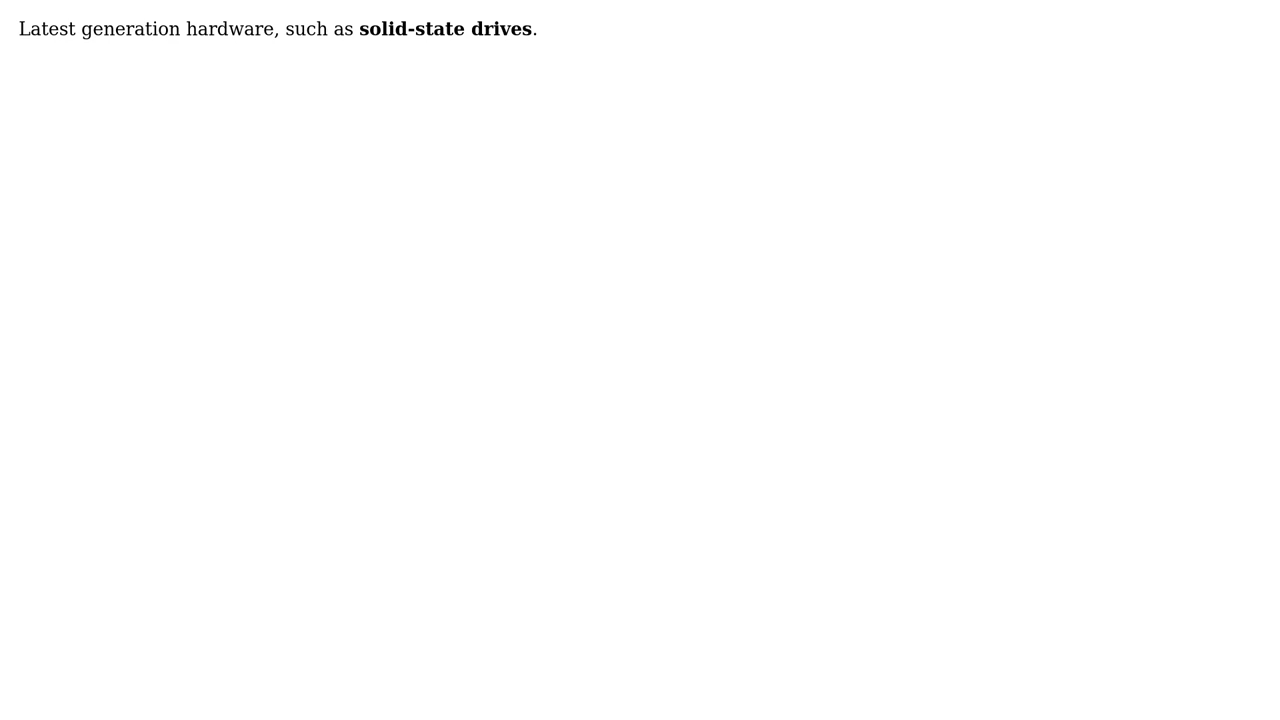 Latest generation hardware, such as solid-state drives.